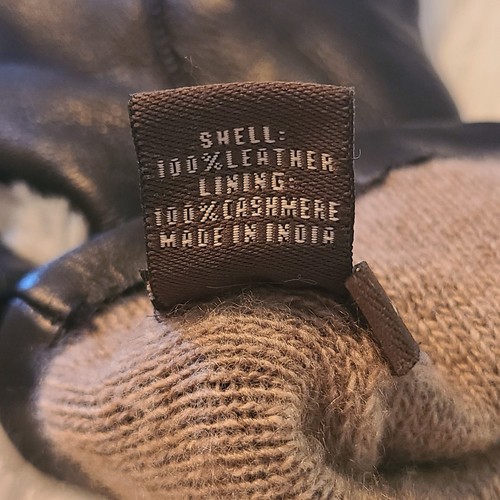 SHELL:
100%LEATHER
LINING:
100%CASHMERE
MADE IN INDIA